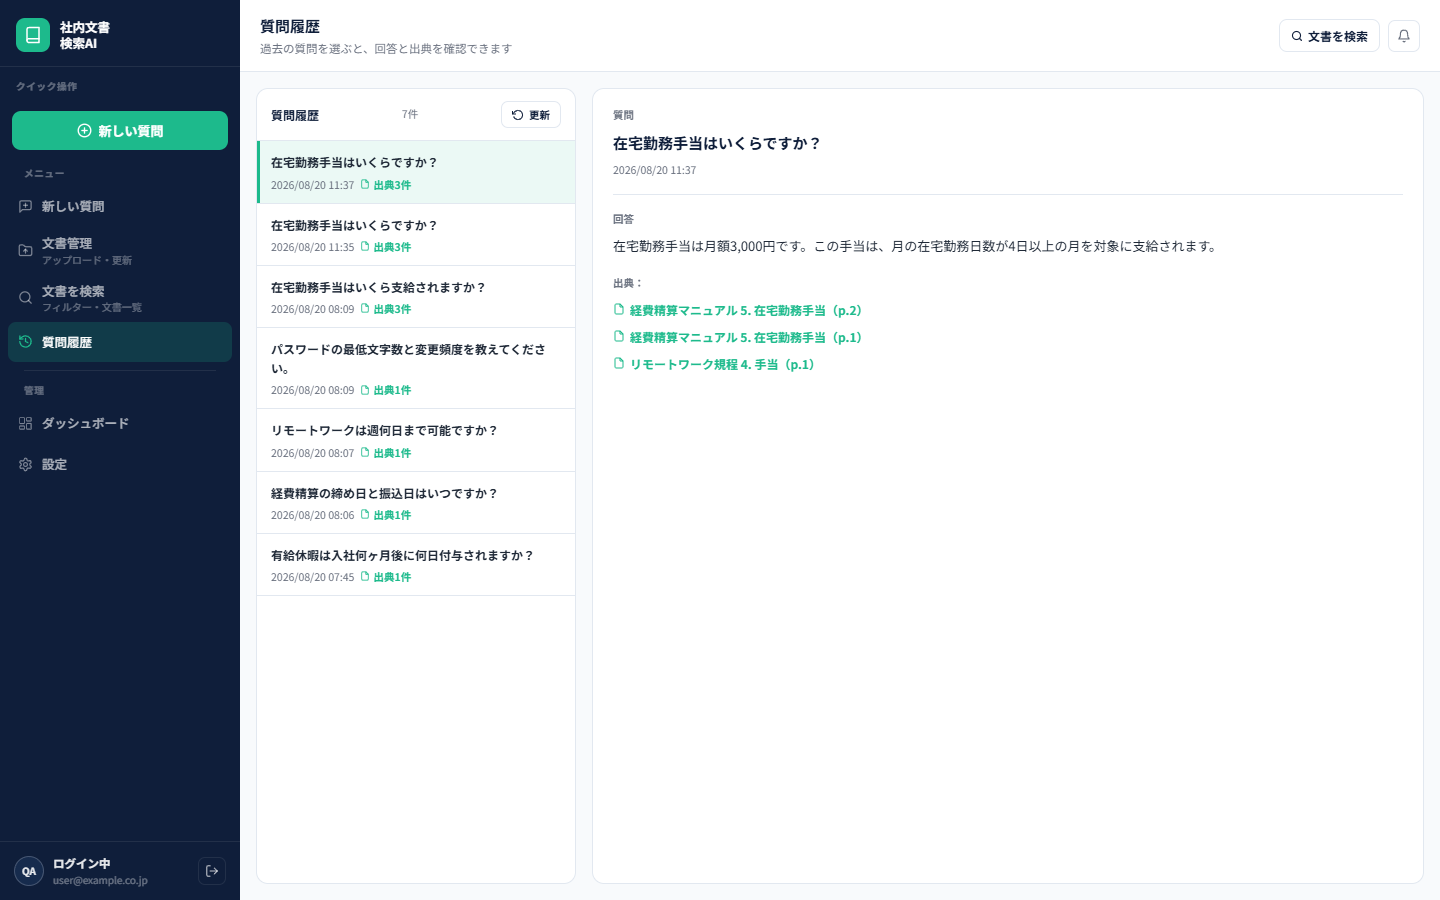 社内文書
検索AI
クイック操作
新しい質問
メニュー
新しい質問
文書管理
アップロード・更新
文書を検索
フィルター・文書一覧
質問履歴
管理
ダッシュボード
設定
QA
ログイン中
user@example.co.jp
質問履歴
過去の質問を選ぶと、回答と出典を確認できます
文書を検索
質問履歴
7件
更新
在宅勤務手当はいくらですか？
2026/08/20 11:37 出典3件
在宅勤務手当はいくらですか？
2026/08/20 11:35 出典3件
在宅勤務手当はいくら支給されますか？
2026/08/20 08:09 出典3件
パスワードの最低文字数と変更頻度を教えてくださ
い。
2026/08/20 08:09 出典1件
リモートワークは週何日まで可能ですか？
2026/08/20 08:07 出典1件
経費精算の締め日と振込日はいつですか？
2026/08/20 08:06 出典1件
有給休暇は入社何ヶ月後に何日付与されますか？
2026/08/20 07:45 出典1件
質問
在宅勤務手当はいくらですか？
2026/08/20 11:37
回答
在宅勤務手当は月額3,000円です。この手当は、月の在宅勤務日数が4日以上の月を対象に支給されます。
出典：
経費精算マニュアル 5. 在宅勤務手当（p.2）
経費精算マニュアル 5. 在宅勤務手当（p.1）
リモートワーク規程 4. 手当（p.1）